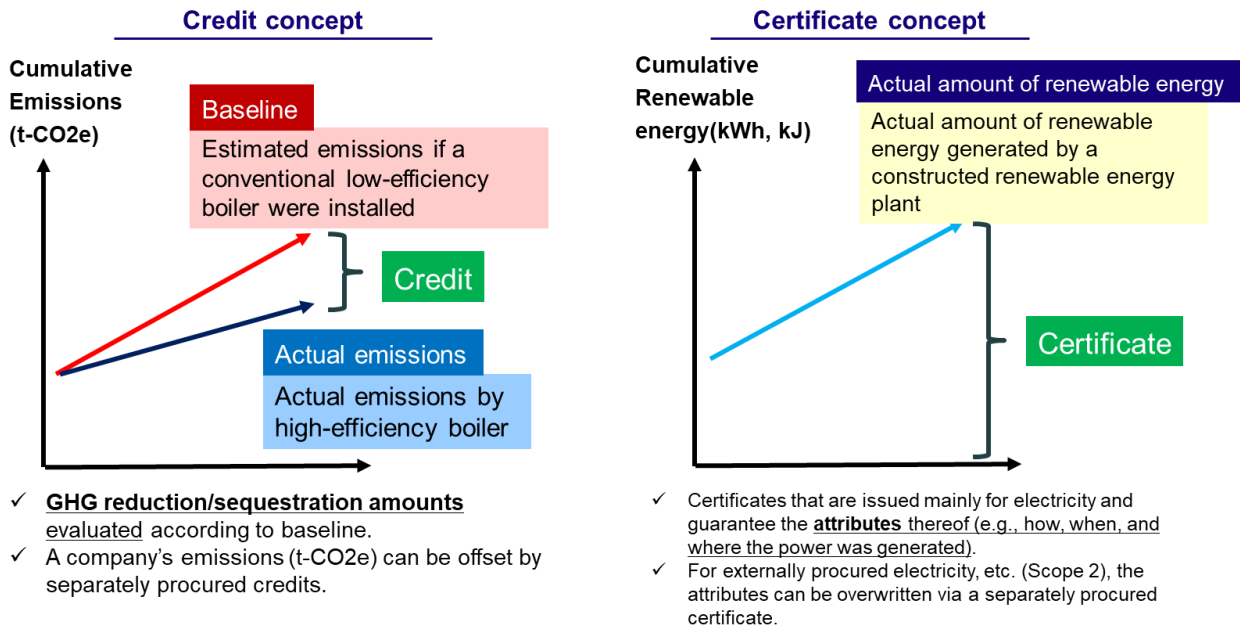 Credit concept
Cumulative
Emissions
(t-CO2e)
Baseline
Estimated emissions if a
conventional low-efficiency
boiler were installed
Credit
Actual emissions
Actual emissions by
high-efficiency boiler
✓ GHG reduction/sequestration amounts
evaluated according to baseline.
✓ A company's emissions (t-CO2e) can be offset by
separately procured credits.
Certificate concept
Cumulative
Renewable
energy(kWh, kJ)
Actual amount of renewable energy
Actual amount of renewable
energy generated by a
constructed renewable energy
plant
Certificate
✓ Certificates that are issued mainly for electricity and
guarantee the attributes thereof (e.g., how, when, and
where the power was generated).
✓ For externally procured electricity, etc. (Scope 2), the
attributes can be overwritten via a separately procured
certificate.